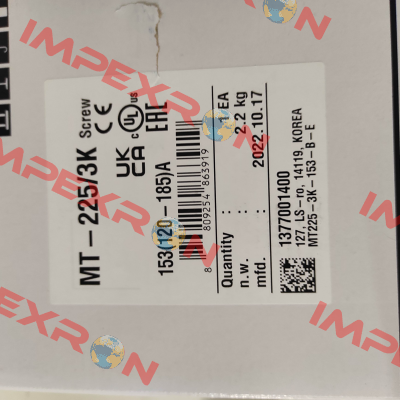 MT-225/3K Screw
CE
UK CA
c UL us
EAC
153(120-185)A
8 809254 863919
Quantity : 1 EA
n.w. : 2.2 kg
mfd. : 2022.10.17
1377001400
127, LS-ro, 14119, KOREA
MT225-3K-153-B-E
IMPEXRON
IMPEXRON
IMPEXRON
IMPEXRON